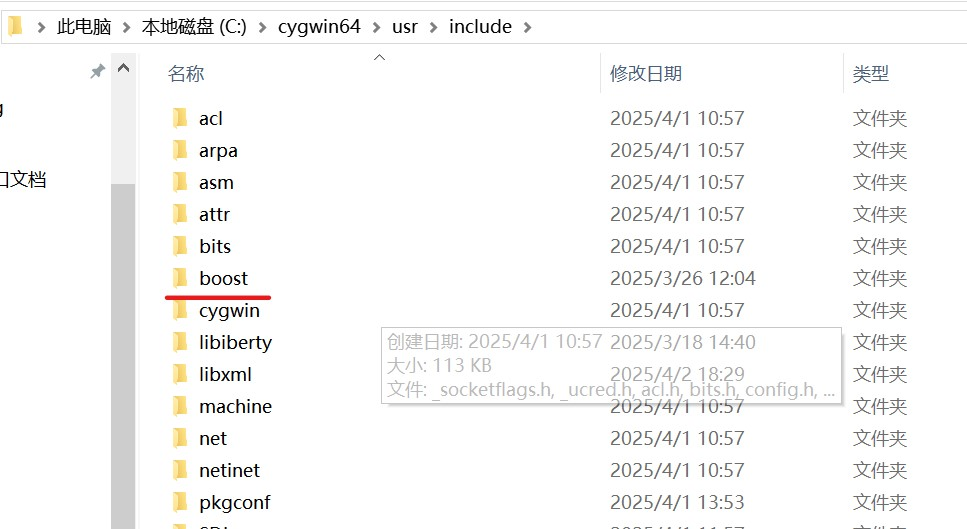 此电脑 本地磁盘 (C:) cygwin64 usr include
名称 修改日期 类型
acl 2025/4/1 10:57 文件夹
arpa 2025/4/1 10:57 文件夹
asm 2025/4/1 10:57 文件夹
口文档
attr 2025/4/1 10:57 文件夹
bits 2025/4/1 10:57 文件夹
boost 2025/3/26 12:04 文件夹
cygwin 2025/4/1 10:57 文件夹
libiberty 2025/3/18 14:40 文件夹
创建日期: 2025/4/1 10:57
大小: 113 KB
文件: _socketflags.h, _ucred.h, acl.h, bits.h, config.h, ...
libxml 2025/4/2 18:29 文件夹
machine 2025/4/1 10:57 文件夹
net 2025/4/1 10:57 文件夹
netinet 2025/4/1 10:57 文件夹
pkgconf 2025/4/1 13:53 文件夹